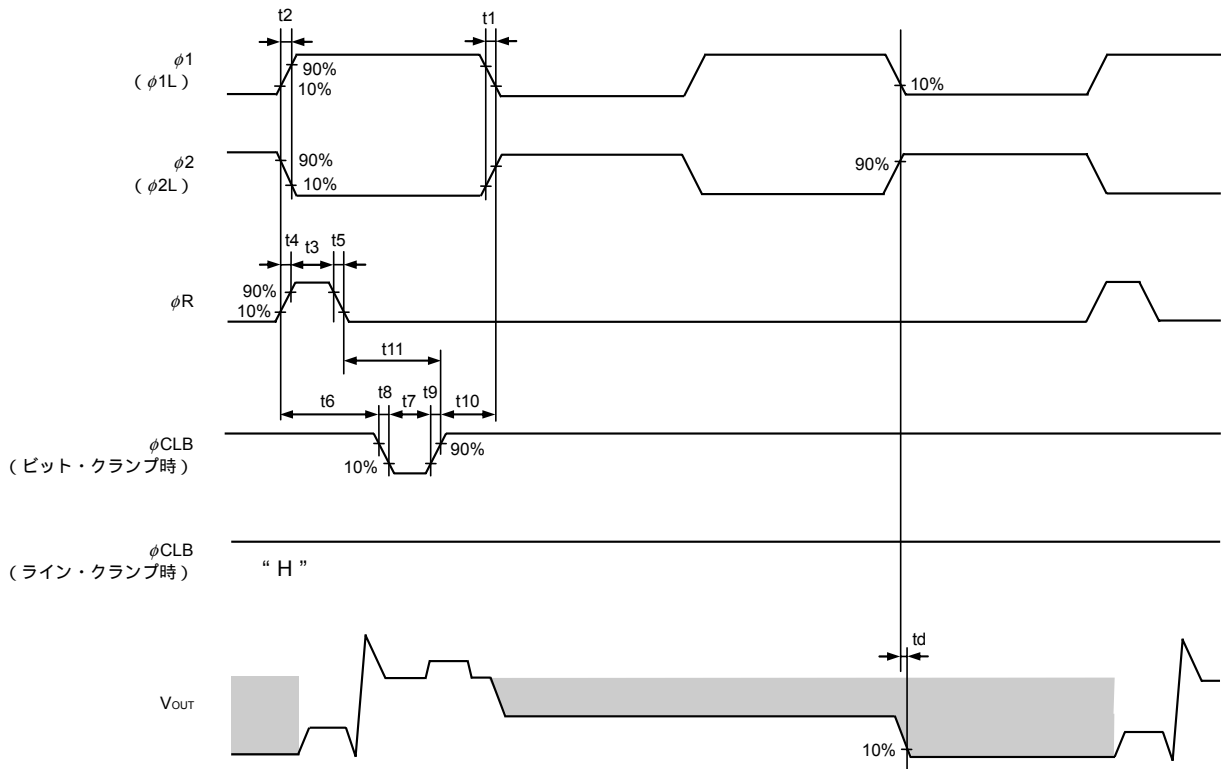 t2
t1
φ1
(φ1L)
90%
10%
10%
φ2
(φ2L)
90%
10%
90%
t4
t3
t5
φR
90%
10%
t11
t6
t8
t7
t9
t10
φCLB
(ビット・クランプ時)
10%
90%
φCLB
(ライン・クランプ時)
“ H ”
td
VOUT
10%